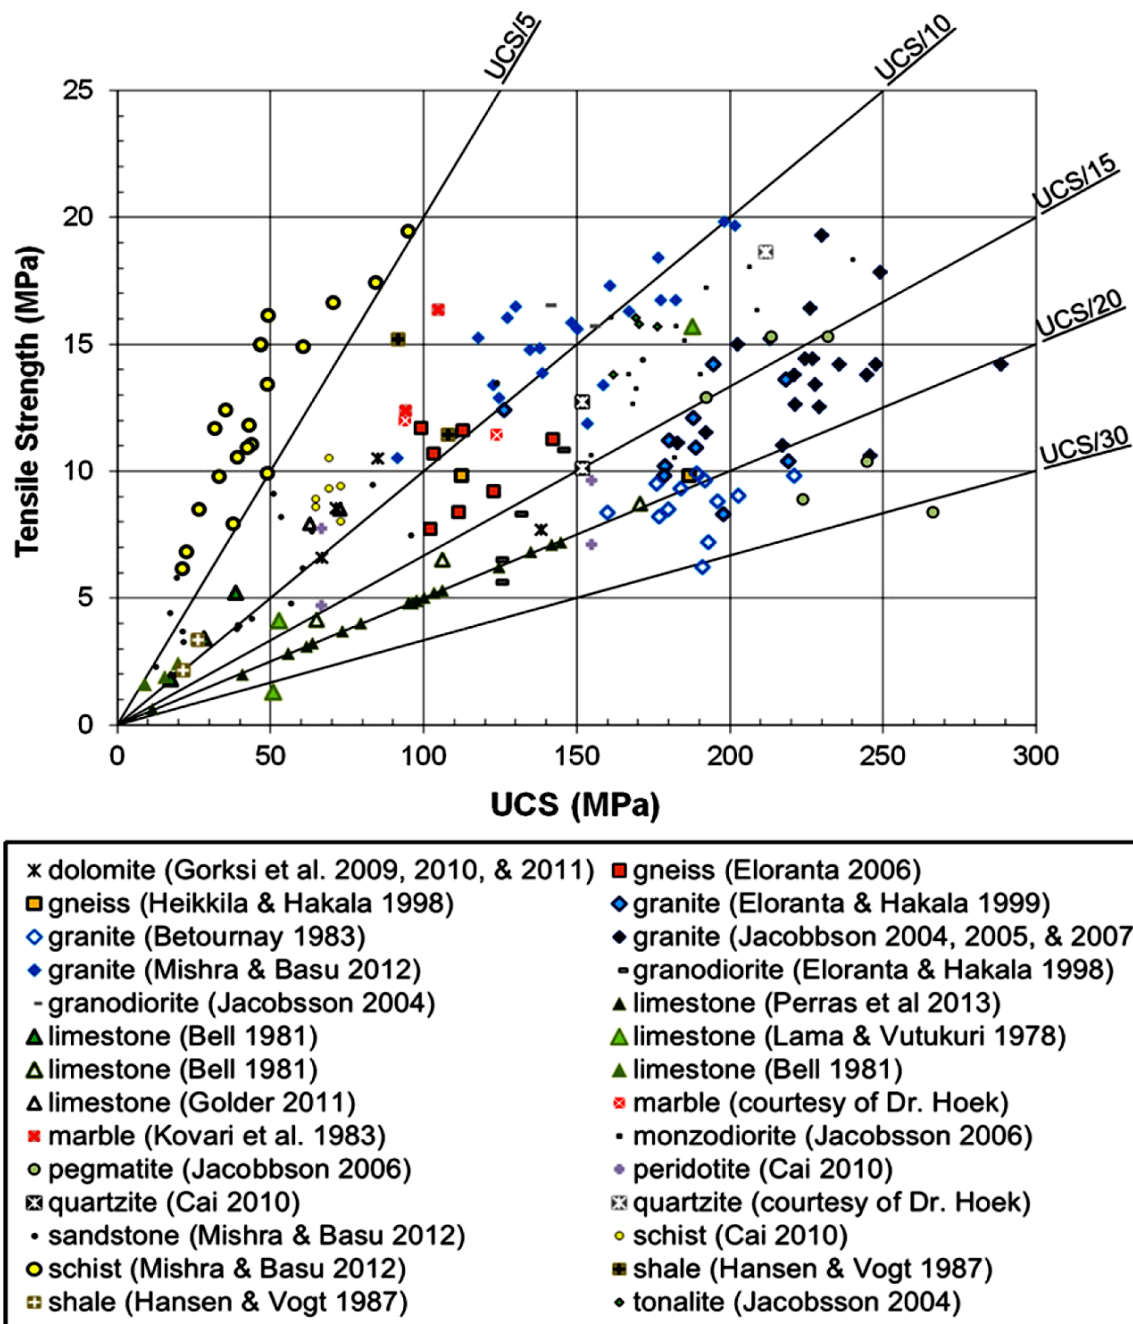 UCS/5
UCS/10
UCS/15
UCS/20
UCS/30
Tensile Strength (MPa)
25
20
15
10
5
0
0 50 100 150 200 250 300
UCS (MPa)
dolomite (Gorksi et al. 2009, 2010, & 2011) gneiss (Eloranta 2006)
gneiss (Heikkila & Hakala 1998) granite (Eloranta & Hakala 1999)
granite (Betournay 1983) granite (Jacobbson 2004, 2005, & 2007
granite (Mishra & Basu 2012) granodiorite (Eloranta & Hakala 1998)
granodiorite (Jacobsson 2004) limestone (Perras et al 2013)
limestone (Bell 1981) limestone (Lama & Vutukuri 1978)
limestone (Bell 1981) limestone (Bell 1981)
limestone (Golder 2011) marble (courtesy of Dr. Hoek)
marble (Kovari et al. 1983) monzodiorite (Jacobsson 2006)
pegmatite (Jacobbson 2006) peridotite (Cai 2010)
quartzite (Cai 2010) quartzite (courtesy of Dr. Hoek)
sandstone (Mishra & Basu 2012) schist (Cai 2010)
schist (Mishra & Basu 2012) shale (Hansen & Vogt 1987)
shale (Hansen & Vogt 1987) tonalite (Jacobsson 2004)